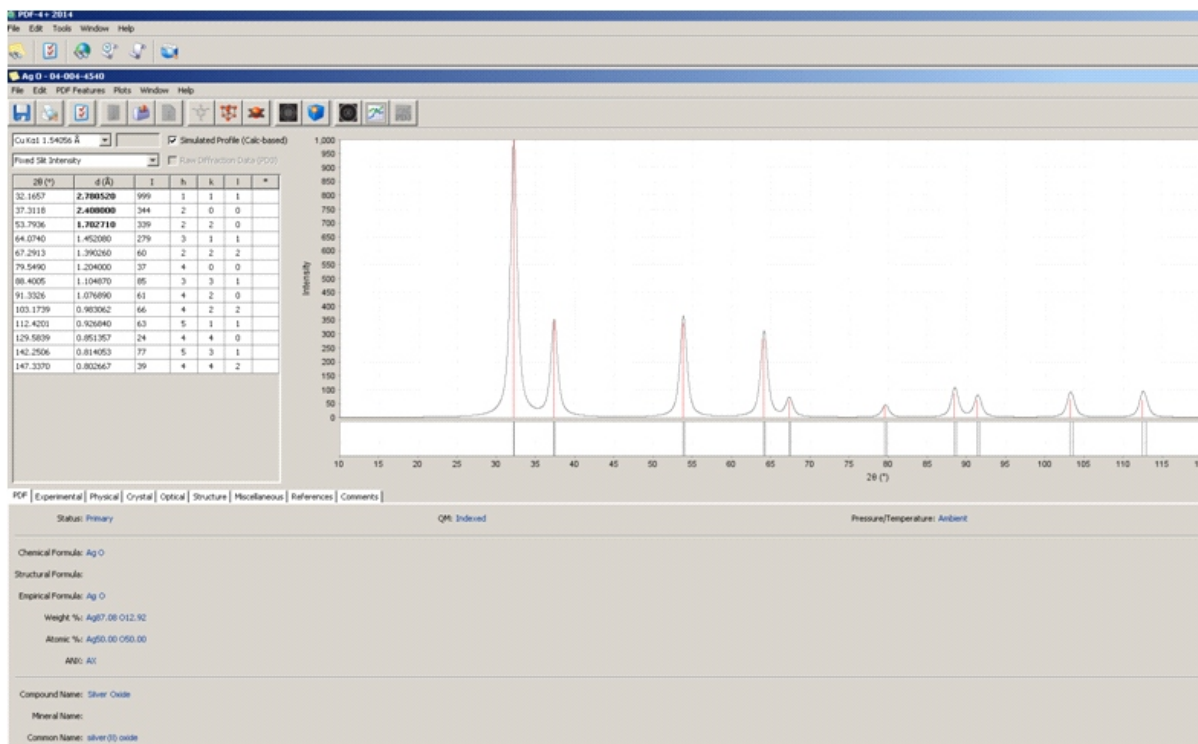 PDF-4+ 2014
File Edit Tools Window Help
Ag O - 04-004-4540
File Edit PDF Features Plots Window Help
Cu Kα1 1.54056 Å
Simulated Profile (Calc-based)
Fixed Slit Intensity
Raw Diffraction Data (PD3)
2θ (°) d (Å) I h k l *
32.1657 2.780520 999 1 1 1
37.3118 2.408000 344 2 0 0
53.7936 1.702710 339 2 2 0
64.0740 1.452080 279 3 1 1
67.2913 1.390260 60 2 2 2
79.5490 1.204000 37 4 0 0
88.4005 1.104870 85 3 3 1
91.3326 1.076890 61 4 2 0
103.1739 0.983062 66 4 2 2
112.4201 0.926840 63 5 1 1
129.5839 0.851357 24 4 4 0
142.2506 0.814053 77 5 3 1
147.3370 0.802667 39 4 4 2
1,000
950
900
850
800
750
700
650
600
550
500
450
400
350
300
250
200
150
100
50
0
Intensity
10 15 20 25 30 35 40 45 50 55 60 65 70 75 80 85 90 95 100 105 110 115
2θ (°)
PDF Experimental Physical Crystal Optical Structure Miscellaneous References Comments
Status: Primary QM: Indexed Pressure/Temperature: Ambient
Chemical Formula: Ag O
Structural Formula:
Empirical Formula: Ag O
Weight %: Ag87.08 O12.92
Atomic %: Ag50.00 O50.00
ANX: AX
Compound Name: Silver Oxide
Mineral Name:
Common Name: silver(II) oxide